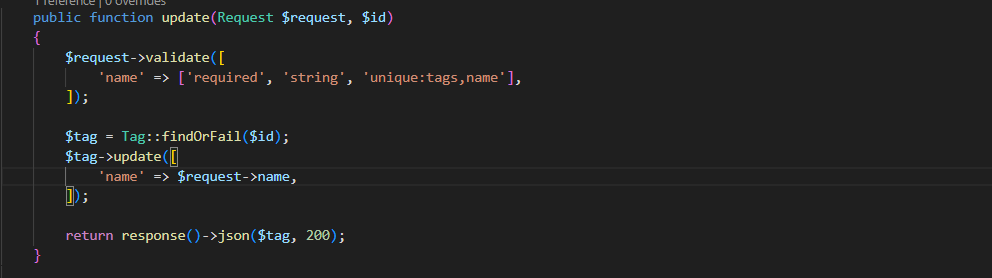 1 reference | 0 overrides
public function update(Request $request, $id)
{
    $request->validate([
        'name' => ['required', 'string', 'unique:tags,name'],
    ]);

    $tag = Tag::findOrFail($id);
    $tag->update([
        'name' => $request->name,
    ]);

    return response()->json($tag, 200);
}